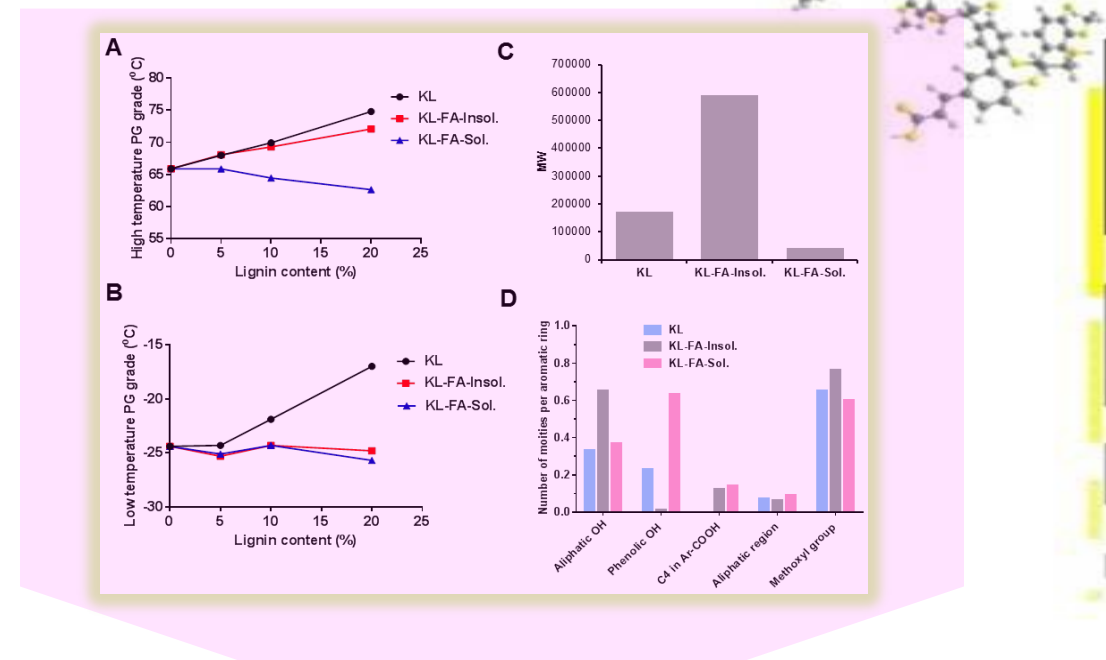 A
High temperature PG grade (⁰C)
80
75
70
65
60
55
0 5 10 15 20 25
Lignin content (%)
KL
KL-FA-Insol.
KL-FA-Sol.
B
Low temperature PG grade (⁰C)
-15
-20
-25
-30
0 5 10 15 20 25
Lignin content (%)
KL
KL-FA-Insol.
KL-FA-Sol.
C
MW
700000
600000
500000
400000
300000
200000
100000
0
KL KL-FA-Insol. KL-FA-Sol.
D
Number of moities per aromatic ring
1.0
0.8
0.6
0.4
0.2
0.0
KL
KL-FA-Insol.
KL-FA-Sol.
Aliphatic OH
Phenolic OH
C4 in Ar-COOH
Aliphatic region
Methoxyl group